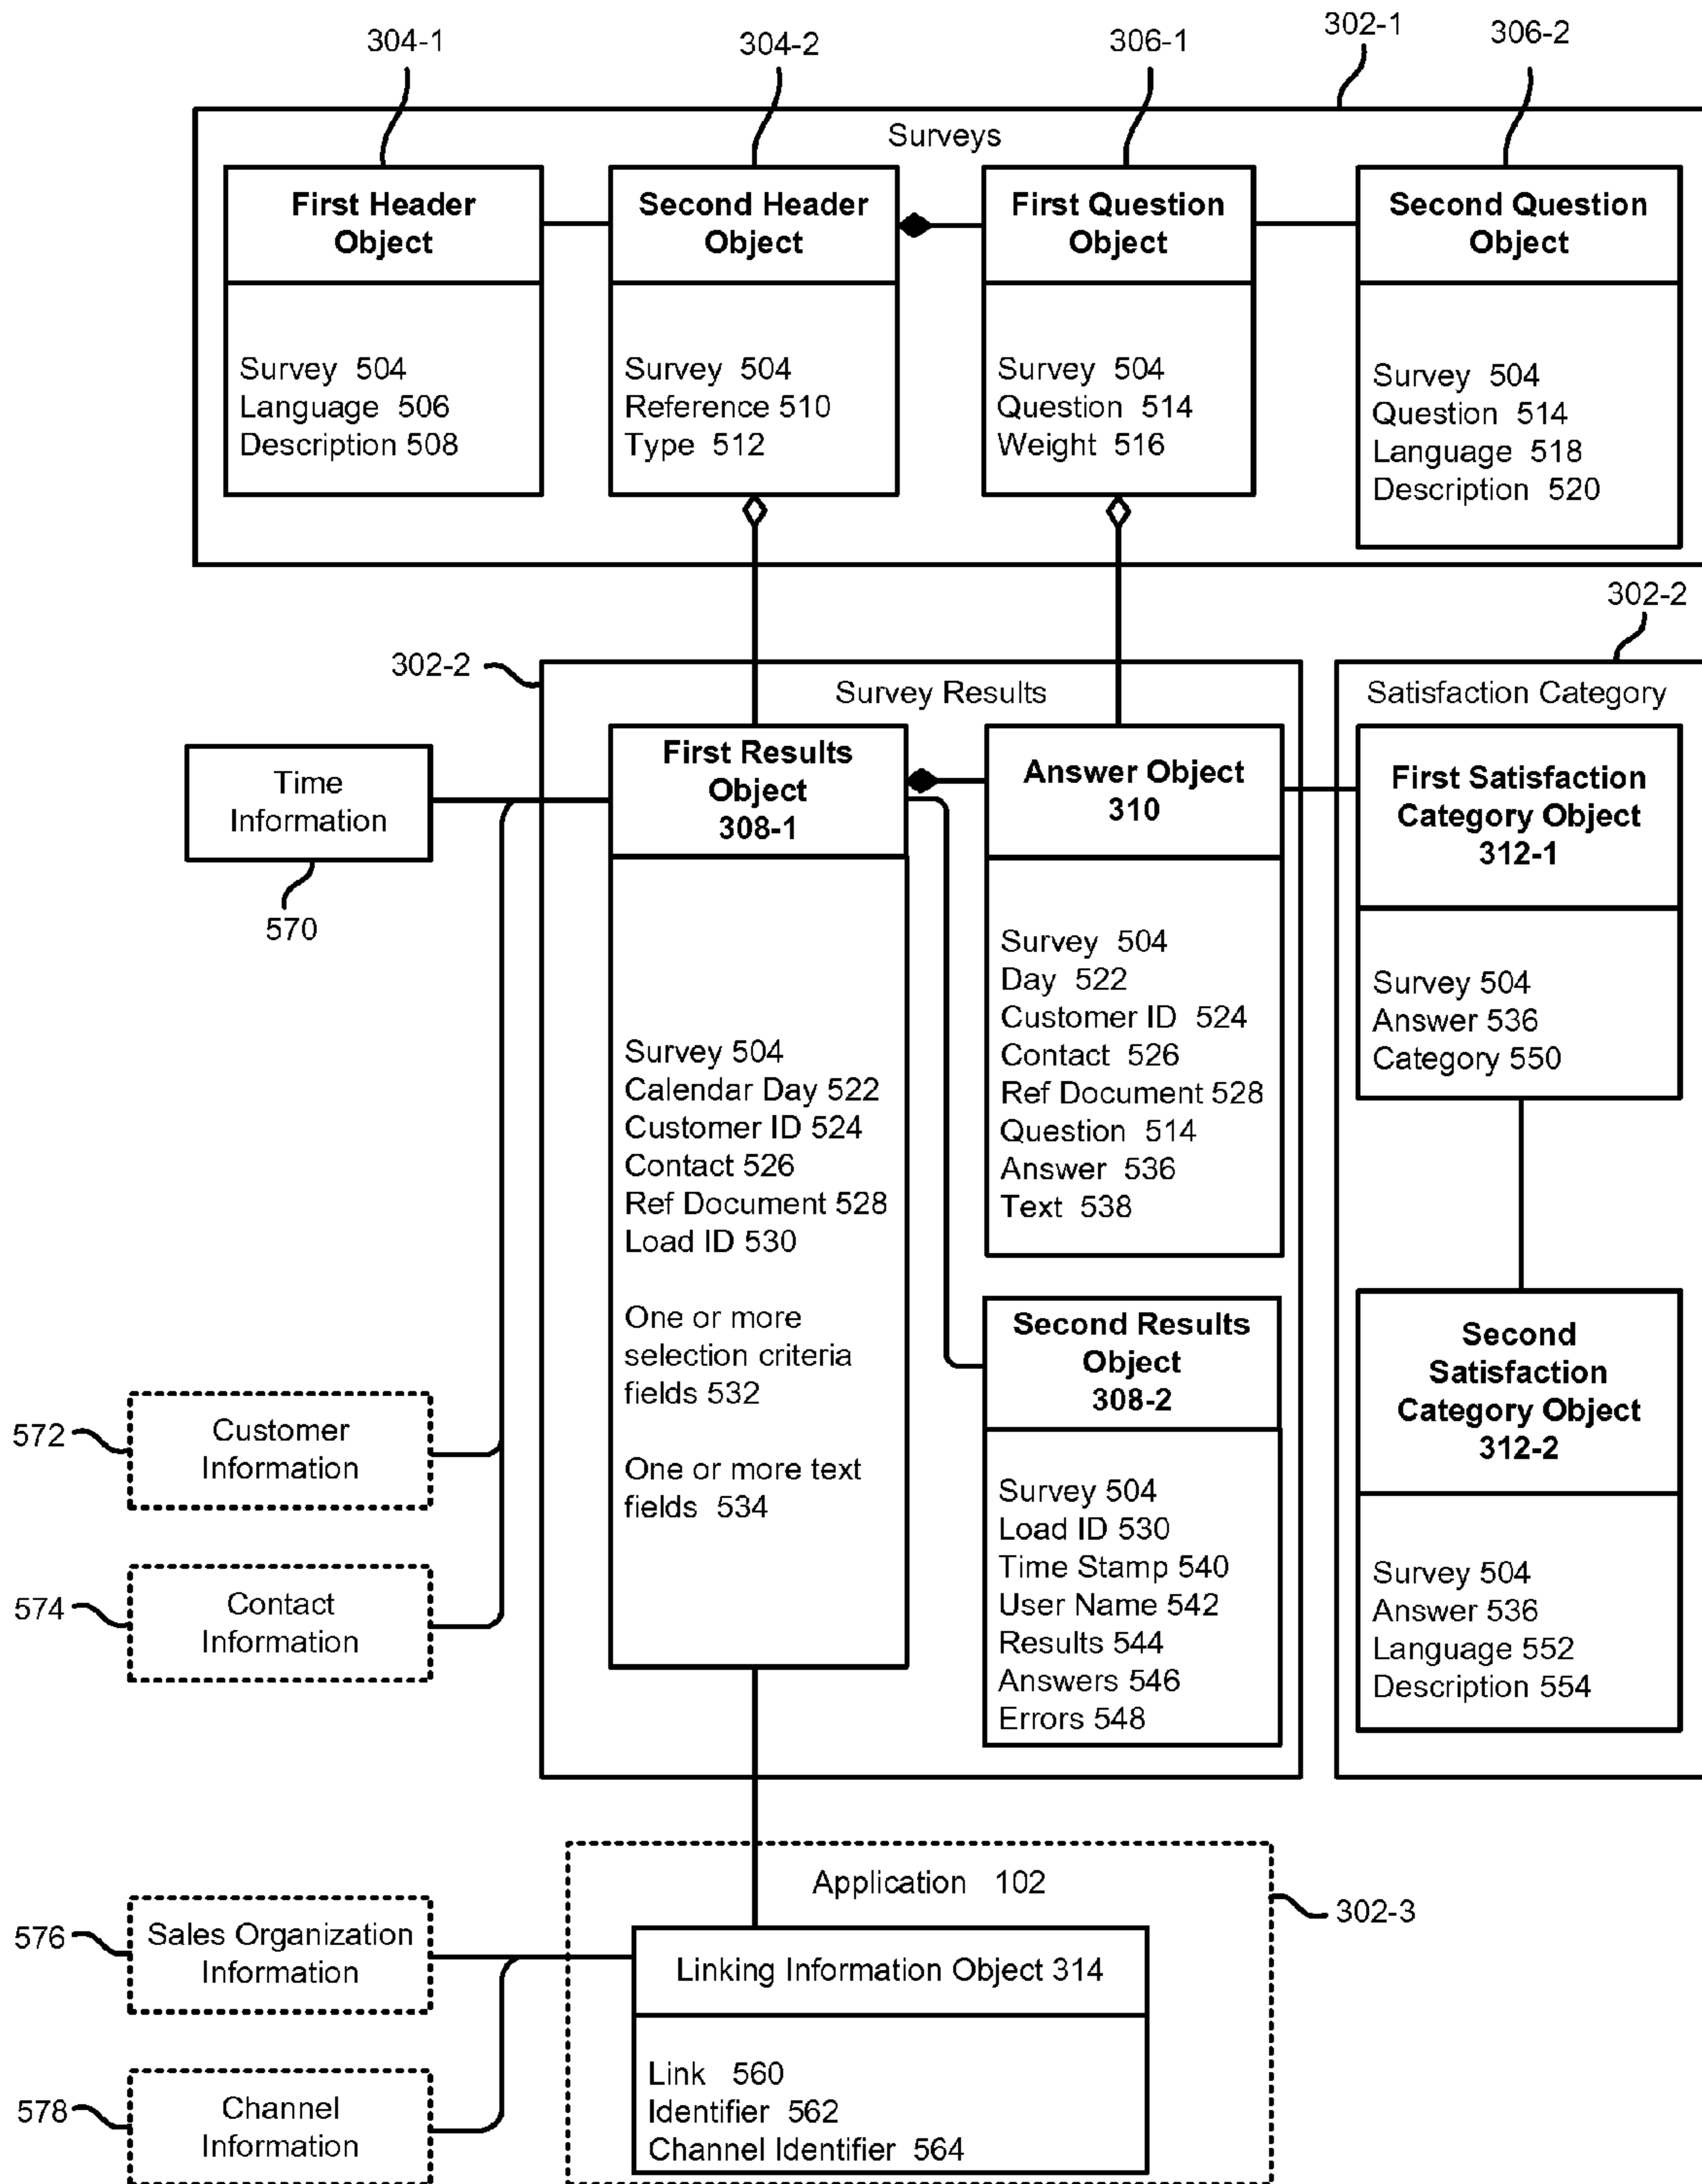 304-1
304-2
306-1
302-1
306-2
Surveys
First Header
Object
Survey 504
Language 506
Description 508
Second Header
Object
Survey 504
Reference 510
Type 512
First Question
Object
Survey 504
Question 514
Weight 516
Second Question
Object
Survey 504
Question 514
Language 518
Description 520
302-2
302-2
Survey Results
Satisfaction Category
Time
Information
570
First Results
Object
308-1
Survey 504
Calendar Day 522
Customer ID 524
Contact 526
Ref Document 528
Load ID 530
One or more
selection criteria
fields 532
One or more text
fields 534
Answer Object
310
Survey 504
Day 522
Customer ID 524
Contact 526
Ref Document 528
Question 514
Answer 536
Text 538
First Satisfaction
Category Object
312-1
Survey 504
Answer 536
Category 550
Second Results
Object
308-2
Survey 504
Load ID 530
Time Stamp 540
User Name 542
Results 544
Answers 546
Errors 548
Second
Satisfaction
Category Object
312-2
Survey 504
Answer 536
Language 552
Description 554
572
Customer
Information
574
Contact
Information
Application 102
302-3
576
Sales Organization
Information
Linking Information Object 314
Link 560
Identifier 562
Channel Identifier 564
578
Channel
Information